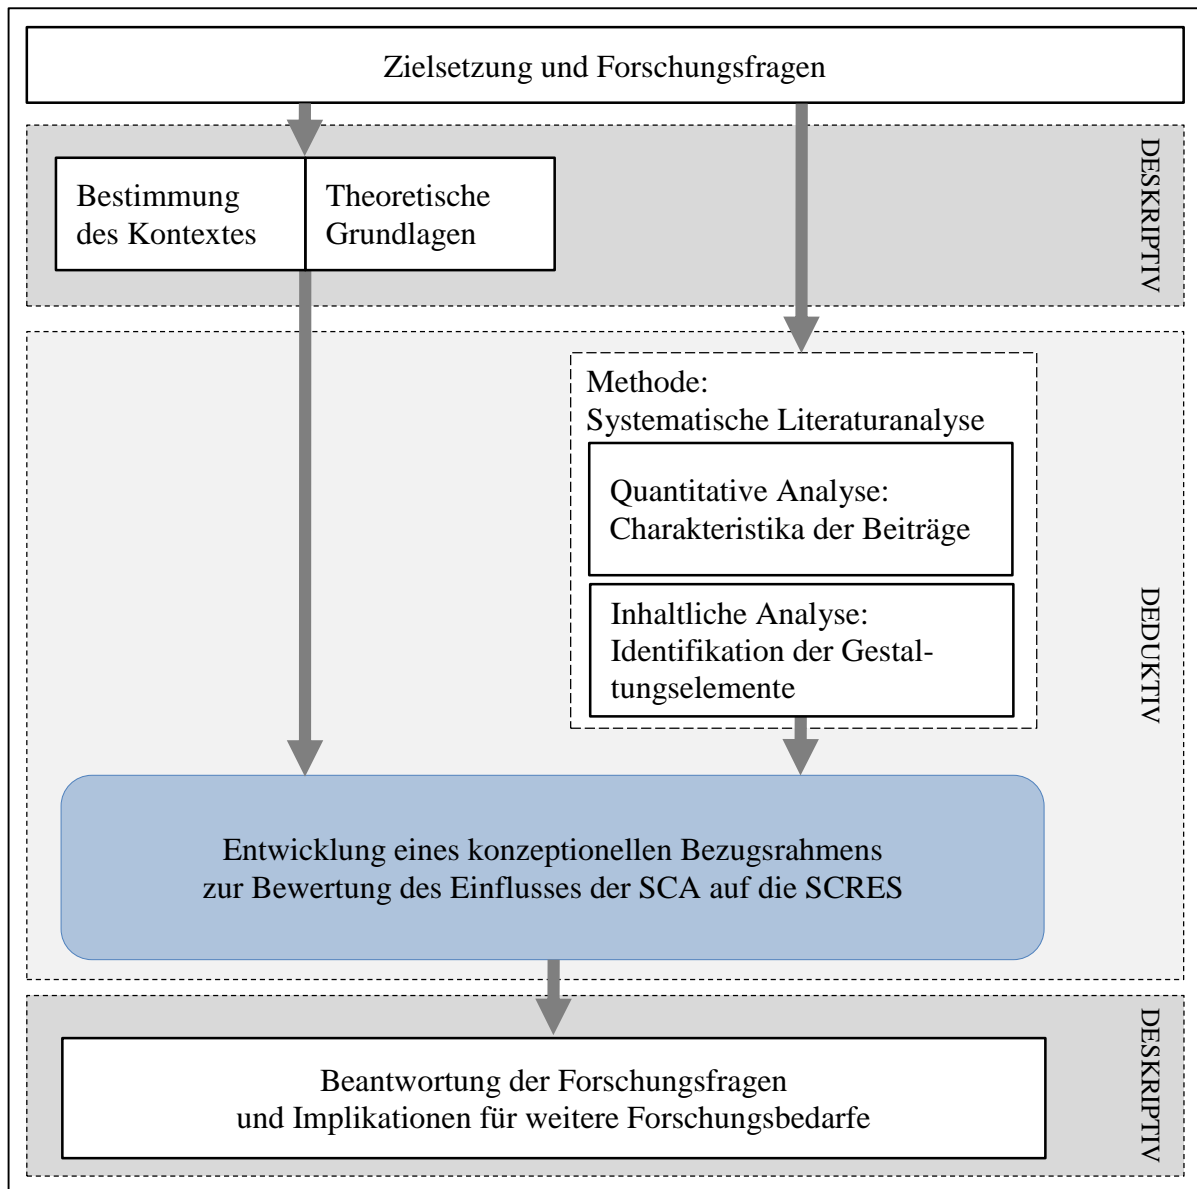 Zielsetzung und Forschungsfragen
DESKRIPTIV
Bestimmung
des Kontextes
Theoretische
Grundlagen
Methode:
Systematische Literaturanalyse
Quantitative Analyse:
Charakteristika der Beiträge
Inhaltliche Analyse:
Identifikation der Gestal-
tungselemente
DEDUKTIV
Entwicklung eines konzeptionellen Bezugsrahmens
zur Bewertung des Einflusses der SCA auf die SCRES
DESKRIPTIV
Beantwortung der Forschungsfragen
und Implikationen für weitere Forschungsbedarfe